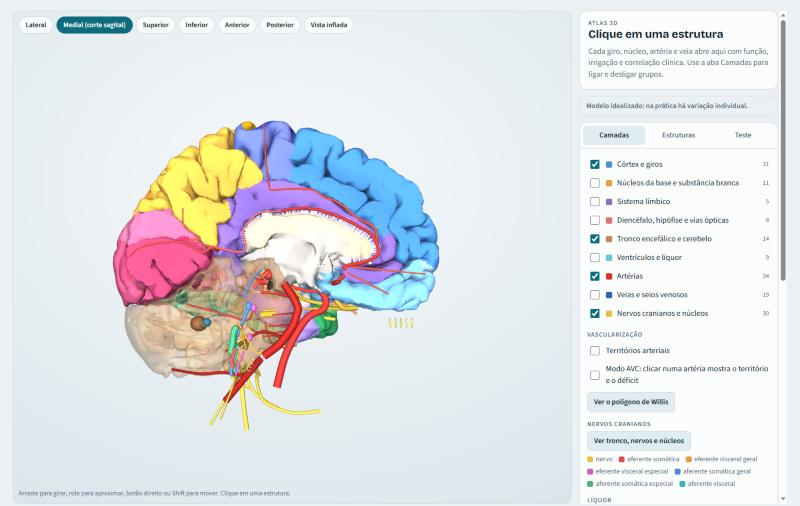 Lateral
Medial (corte sagital)
Superior
Inferior
Anterior
Posterior
Vista inflada
Arraste para girar, role para aproximar, botão direito ou Shift para mover. Clique em uma estrutura.
ATLAS 3D
Clique em uma estrutura
Cada giro, núcleo, artéria e veia abre aqui com função,
irrigação e correlação clínica. Use a aba Camadas para
ligar e desligar grupos.
Modelo idealizado: na prática há variação individual.
Camadas
Estruturas
Teste
Córtex e giros 31
Núcleos da base e substância branca 11
Sistema límbico 5
Diencéfalo, hipófise e vias ópticas 8
Tronco encefálico e cerebelo 14
Ventrículos e líquor 9
Artérias 34
Veias e seios venosos 19
Nervos cranianos e núcleos 30
VASCULARIZAÇÃO
Territórios arteriais
Modo AVC: clicar numa artéria mostra o território
e o déficit
Ver o polígono de Willis
NERVOS CRANIANOS
Ver tronco, nervos e núcleos
nervo eferente somática eferente visceral geral
eferente visceral especial aferente somática geral
aferente somática especial aferente visceral
LÍQUOR